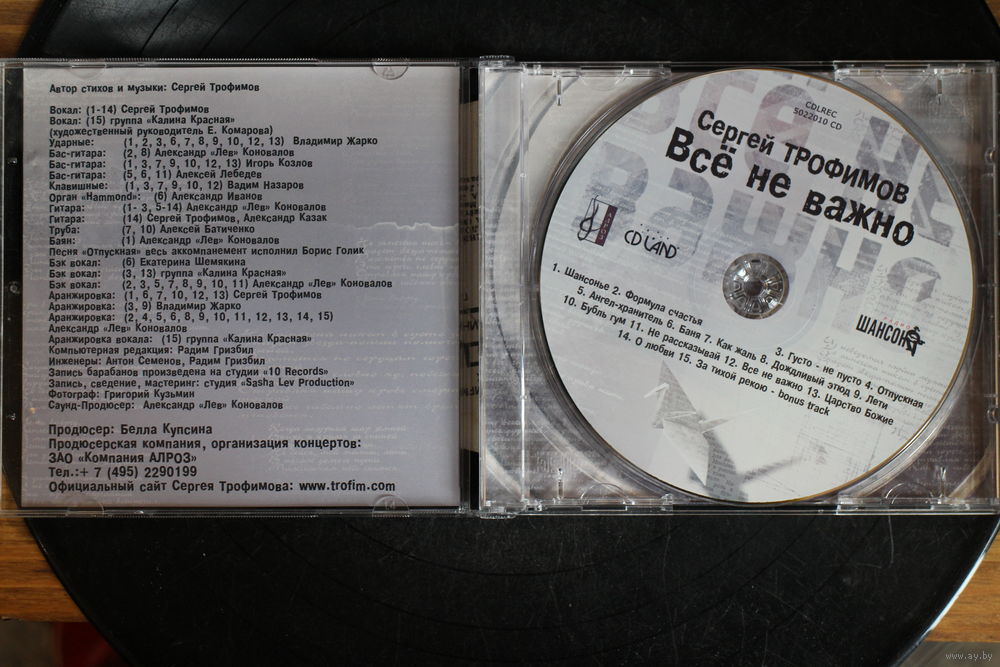 Автор стихов и музыки: Сергей Трофимов
Вокал: (1-14) Сергей Трофимов
Вокал: (15) группа «Калина Красная»
(художественный руководитель Е. Комарова)
Ударные: (1, 2, 3, 6, 7, 8, 9, 10, 12, 13) Владимир Жарко
Бас-гитара: (2, 8) Александр «Лев» Коновалов
Бас-гитара: (1, 3, 7, 9, 10, 12, 13) Игорь Козлов
Бас-гитара: (5, 6, 11) Алексей Лебедев
Клавишные: (1, 3, 7, 9, 10, 12) Вадим Назаров
Орган «Hammond»: (6) Александр Иванов
Гитара: (1- 3, 5-14) Александр «Лев» Коновалов
Гитара: (14) Сергей Трофимов, Александр Казак
Труба: (7, 10) Алексей Батиченко
Баян: (1) Александр «Лев» Коновалов
Песня «Отпускная» весь аккомпанемент исполнил Борис Голик
Бэк вокал: (6) Екатерина Шемякина
Бэк вокал: (3, 13) группа «Калина Красная»
Бэк вокал: (2, 3, 5, 7, 8, 9, 10, 11) Александр «Лев» Коновалов
Аранжировка: (1, 6, 7, 10, 12, 13) Сергей Трофимов
Аранжировка: (3, 9) Владимир Жарко
Аранжировка: (2, 4, 5, 6, 8, 9, 11, 12, 13, 14, 15)
Александр «Лев» Коновалов
Аранжировка вокала: (15) группа «Калина Красная»
Компьютерная редакция: Радим Гризбил
Инженеры: Антон Семенов, Радим Гризбил
Запись барабанов произведена на студии «10 Records»
Запись, сведение, мастеринг: студия «Sasha Lev Production»
Фотограф: Григорий Кузьмин
Саунд-Продюсер: Александр «Лев» Коновалов
Продюсер: Белла Купсина
Продюсерская компания, организация концертов:
ЗАО «Компания АЛРОЗ»
Тел.:+ 7 (495) 2290199
Официальный сайт Сергея Трофимова: www.trofim.com
CDLREC
5022010 CD
Сергей ТРОФИМОВ
Всё не важно
ВСЁ НЕ
важно
АЛРОЗ
CD LAND
РАДИО
ШАНСОН
1. Шансонье 2. Формула счастья
3. Густо - не пусто 4. Отпускная
5. Ангел-хранитель 6. Баня 7. Как жаль 8. Дождливый этюд 9. Лети
10. Бубль гум 11. Не рассказывай 12. Все не важно 13. Царство Божие
14. О любви 15. За тихой рекою - bonus track
www.ay.by